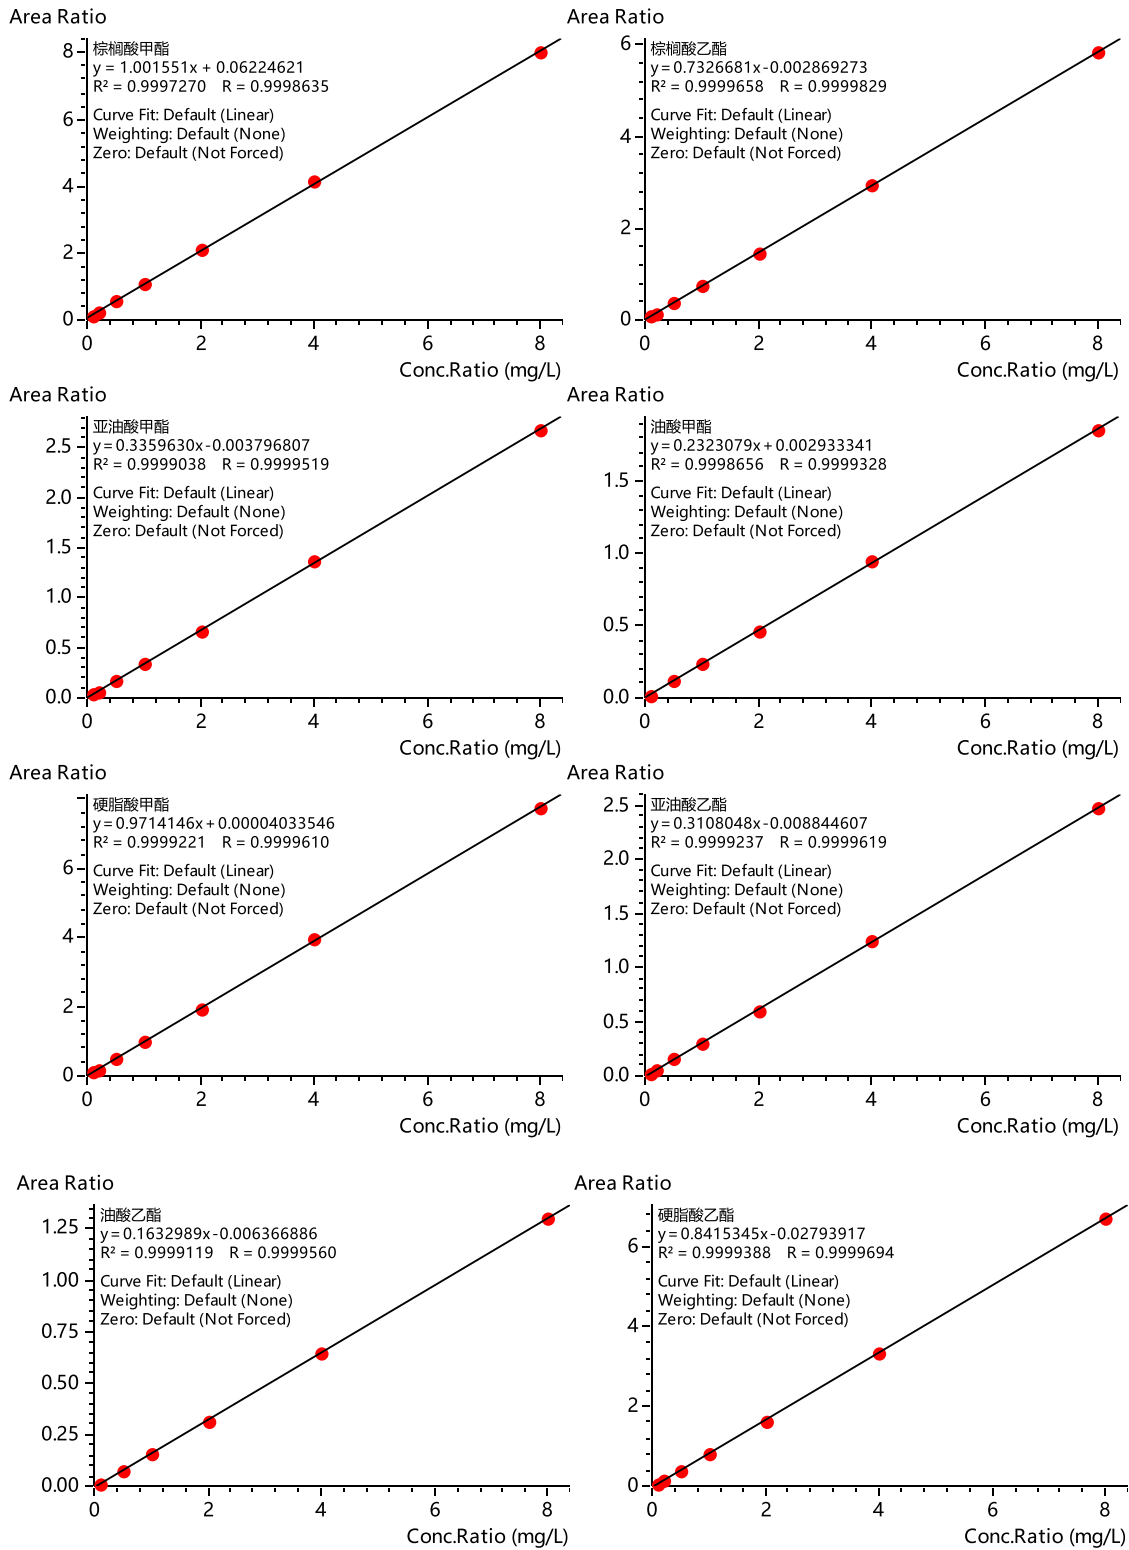 Area Ratio
棕榈酸甲酯
y = 1.001551x + 0.06224621
R² = 0.9997270 R = 0.9998635
Curve Fit: Default (Linear)
Weighting: Default (None)
Zero: Default (Not Forced)
8
6
4
2
0
0 2 4 6 8
Conc.Ratio (mg/L)
Area Ratio
棕榈酸乙酯
y = 0.7326681x - 0.002869273
R² = 0.9999658 R = 0.9999829
Curve Fit: Default (Linear)
Weighting: Default (None)
Zero: Default (Not Forced)
6
4
2
0
0 2 4 6 8
Conc.Ratio (mg/L)
Area Ratio
亚油酸甲酯
y = 0.3359630x - 0.003796807
R² = 0.9999038 R = 0.9999519
Curve Fit: Default (Linear)
Weighting: Default (None)
Zero: Default (Not Forced)
2.5
2.0
1.5
1.0
0.5
0.0
0 2 4 6 8
Conc.Ratio (mg/L)
Area Ratio
油酸甲酯
y = 0.2323079x + 0.002933341
R² = 0.9998656 R = 0.9999328
Curve Fit: Default (Linear)
Weighting: Default (None)
Zero: Default (Not Forced)
1.5
1.0
0.5
0.0
0 2 4 6 8
Conc.Ratio (mg/L)
Area Ratio
硬脂酸甲酯
y = 0.9714146x + 0.00004033546
R² = 0.9999221 R = 0.9999610
Curve Fit: Default (Linear)
Weighting: Default (None)
Zero: Default (Not Forced)
6
4
2
0
0 2 4 6 8
Conc.Ratio (mg/L)
Area Ratio
亚油酸乙酯
y = 0.3108048x - 0.008844607
R² = 0.9999237 R = 0.9999619
Curve Fit: Default (Linear)
Weighting: Default (None)
Zero: Default (Not Forced)
2.5
2.0
1.5
1.0
0.5
0.0
0 2 4 6 8
Conc.Ratio (mg/L)
Area Ratio
油酸乙酯
y = 0.1632989x - 0.006366886
R² = 0.9999119 R = 0.9999560
Curve Fit: Default (Linear)
Weighting: Default (None)
Zero: Default (Not Forced)
1.25
1.00
0.75
0.50
0.25
0.00
0 2 4 6 8
Conc.Ratio (mg/L)
Area Ratio
硬脂酸乙酯
y = 0.8415345x - 0.02793917
R² = 0.9999388 R = 0.9999694
Curve Fit: Default (Linear)
Weighting: Default (None)
Zero: Default (Not Forced)
6
4
2
0
0 2 4 6 8
Conc.Ratio (mg/L)